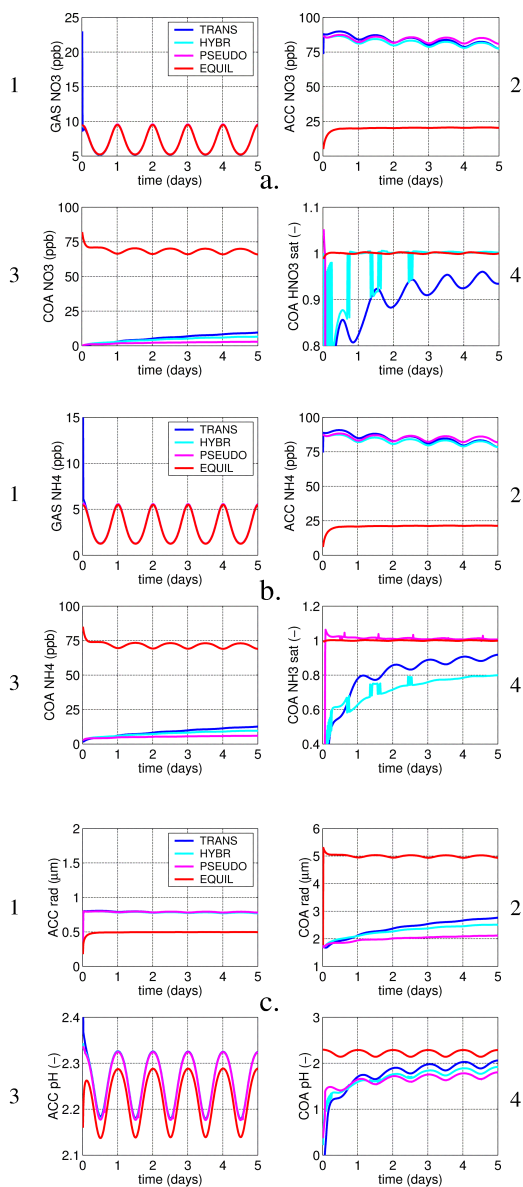 25
20
15
10
5
GAS NO3 (ppb)
TRANS
HYBR
PSEUDO
EQUIL
0 1 2 3 4 5
time (days)
1
100
75
50
25
0
ACC NO3 (ppb)
0 1 2 3 4 5
time (days)
2
a.
100
75
50
25
0
COA NO3 (ppb)
0 1 2 3 4 5
time (days)
3
1.1
1
0.9
0.8
COA HNO3 sat (−)
0 1 2 3 4 5
time (days)
4
15
10
5
0
GAS NH4 (ppb)
TRANS
HYBR
PSEUDO
EQUIL
0 1 2 3 4 5
time (days)
1
100
75
50
25
0
ACC NH4 (ppb)
0 1 2 3 4 5
time (days)
2
b.
100
75
50
25
0
COA NH4 (ppb)
0 1 2 3 4 5
time (days)
3
1.2
1
0.8
0.6
0.4
COA NH3 sat (−)
0 1 2 3 4 5
time (days)
4
2
1.5
1
0.5
0
ACC rad (μm)
TRANS
HYBR
PSEUDO
EQUIL
0 1 2 3 4 5
time (days)
1
6
5
4
3
2
1
COA rad (μm)
0 1 2 3 4 5
time (days)
2
c.
2.4
2.3
2.2
2.1
ACC pH (−)
0 1 2 3 4 5
time (days)
3
3
2
1
0
COA pH (−)
0 1 2 3 4 5
time (days)
4